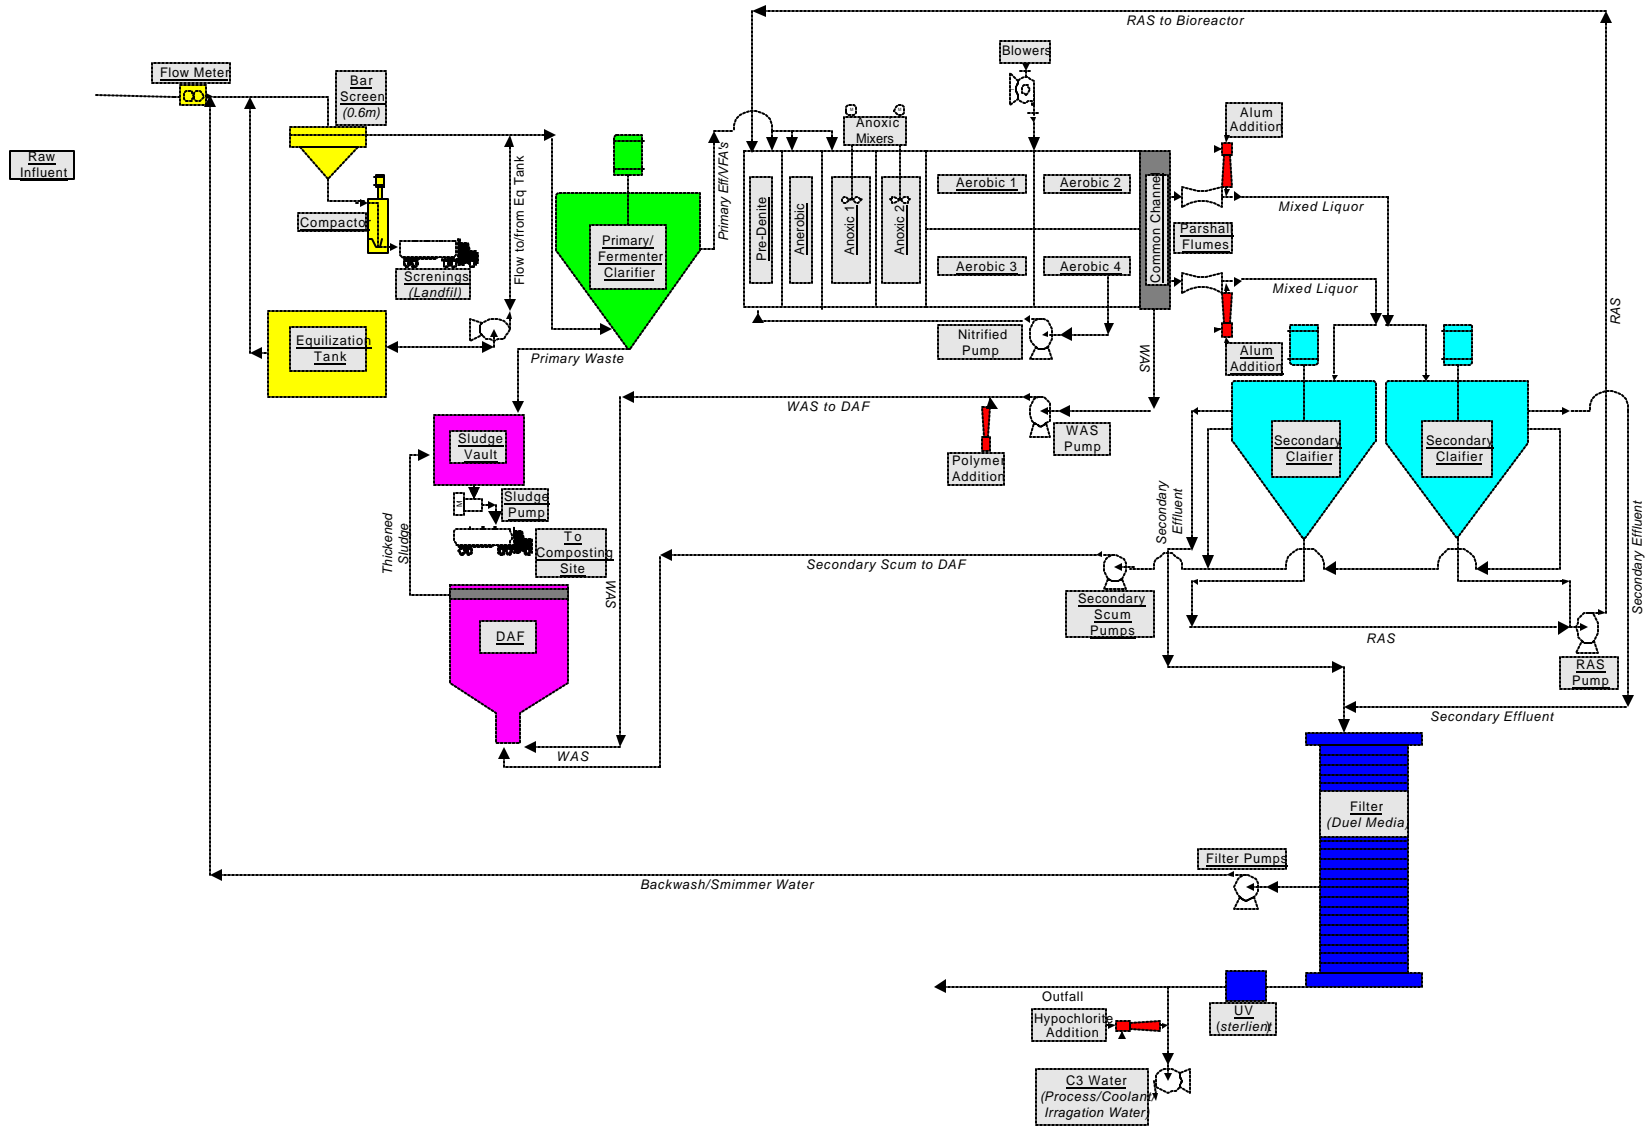 RAS to Bioreactor
Blowers
Flow Meter
Bar
Screen
(0.6m)
Alum
Addition
Anoxic
Mixers
Raw
Influent
Compactor
Screnings
(Landfil)
Flow to/from Eq Tank
Primary/
Fermenter
Clarifier
Primary Eff/VFA's
Pre-Denite
Anerobic
Anoxic 1
Anoxic 2
Aerobic 1
Aerobic 2
Aerobic 3
Aerobic 4
Common Channel
Parshal
Flumes
Mixed Liquor
Mixed Liquor
RAS
Equilization
Tank
Primary Waste
Nitrified
Pump
WAS
Alum
Addition
WAS to DAF
WAS
Pump
Polymer
Addition
Sludge
Vault
Sludge
Pump
M
To
Composting
Site
Thickened
Sludge
WAS
Secondary
Claifier
Secondary
Claifier
Secondary
Effluent
Secondary Effluent
Secondary Scum to DAF
Secondary
Scum
Pumps
RAS
RAS
Pump
DAF
WAS
Secondary Effluent
Filter
(Duel Media)
Filter Pumps
Backwash/Smimmer Water
Outfall
UV
(sterlient)
Hypochlorite
Addition
C3 Water
(Process/Coolant/
Irragation Water)